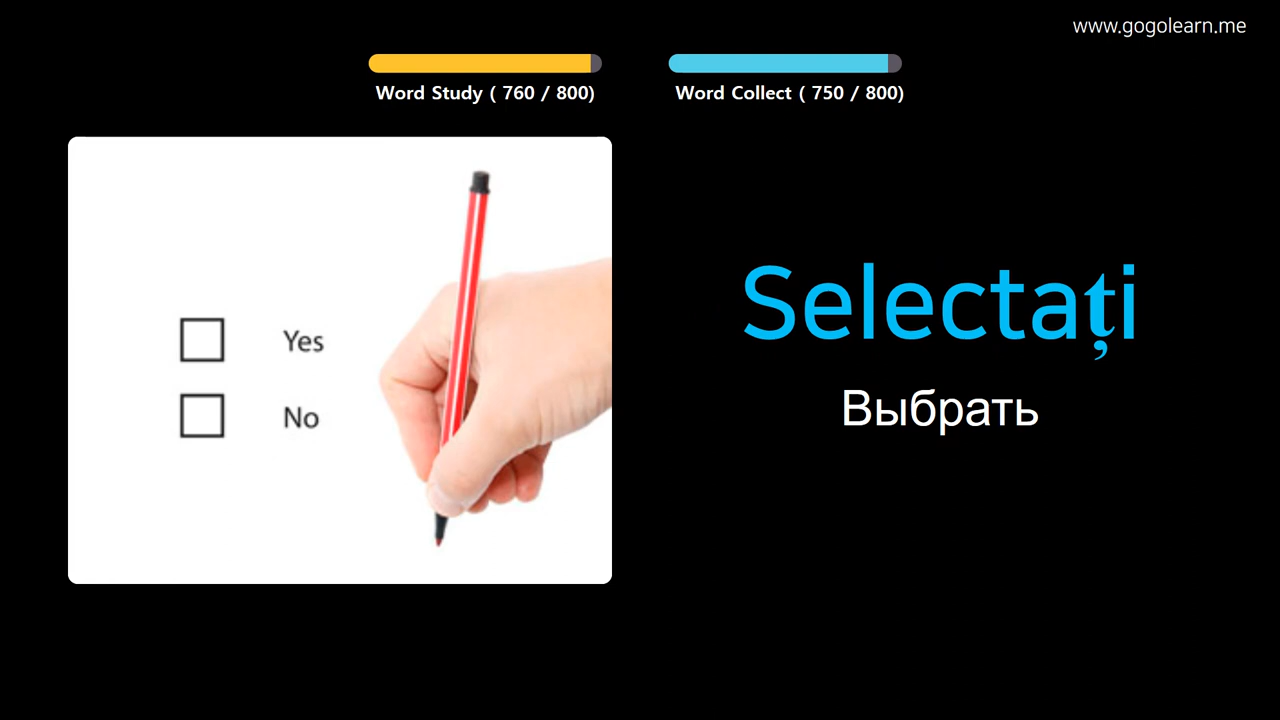 www.gogolearn.me
Word Study ( 760 / 800)
Word Collect ( 750 / 800)
Yes
No
Selectați
Выбрать